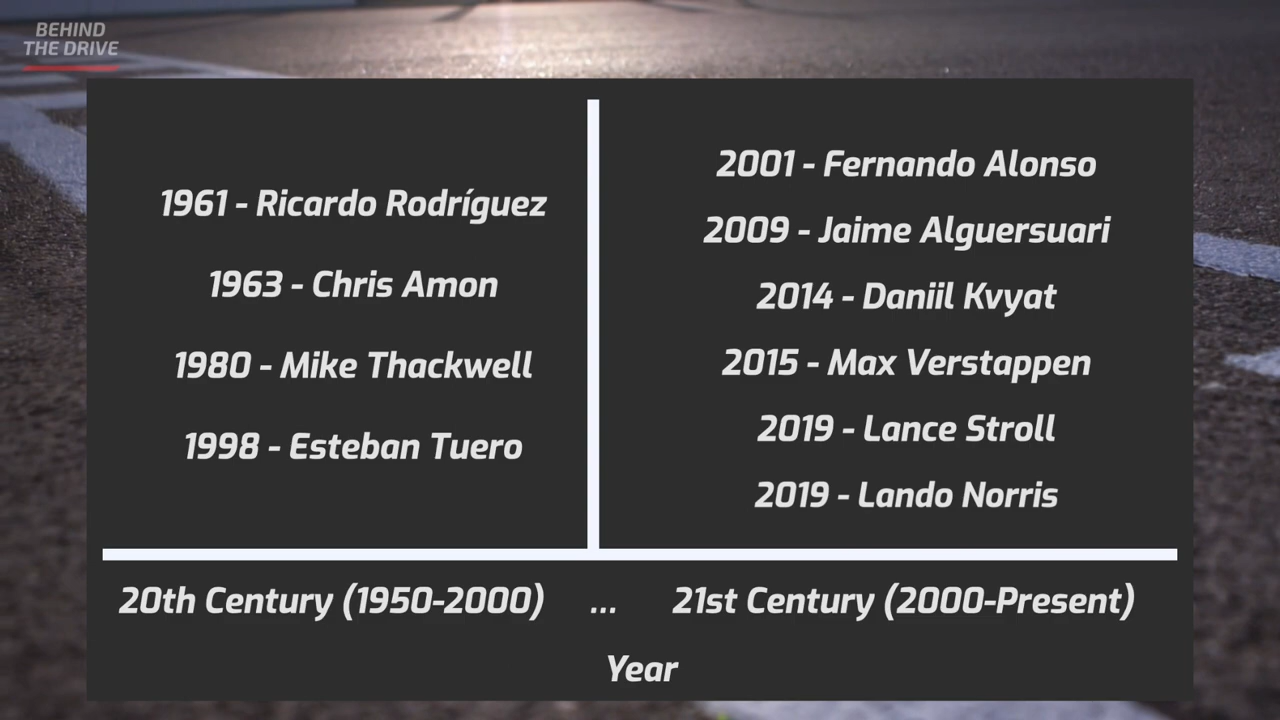 BEHIND
THE DRIVE
1961 - Ricardo Rodríguez
1963 - Chris Amon
1980 - Mike Thackwell
1998 - Esteban Tuero
2001 - Fernando Alonso
2009 - Jaime Alguersuari
2014 - Daniil Kvyat
2015 - Max Verstappen
2019 - Lance Stroll
2019 - Lando Norris
20th Century (1950-2000) ... 21st Century (2000-Present)
Year